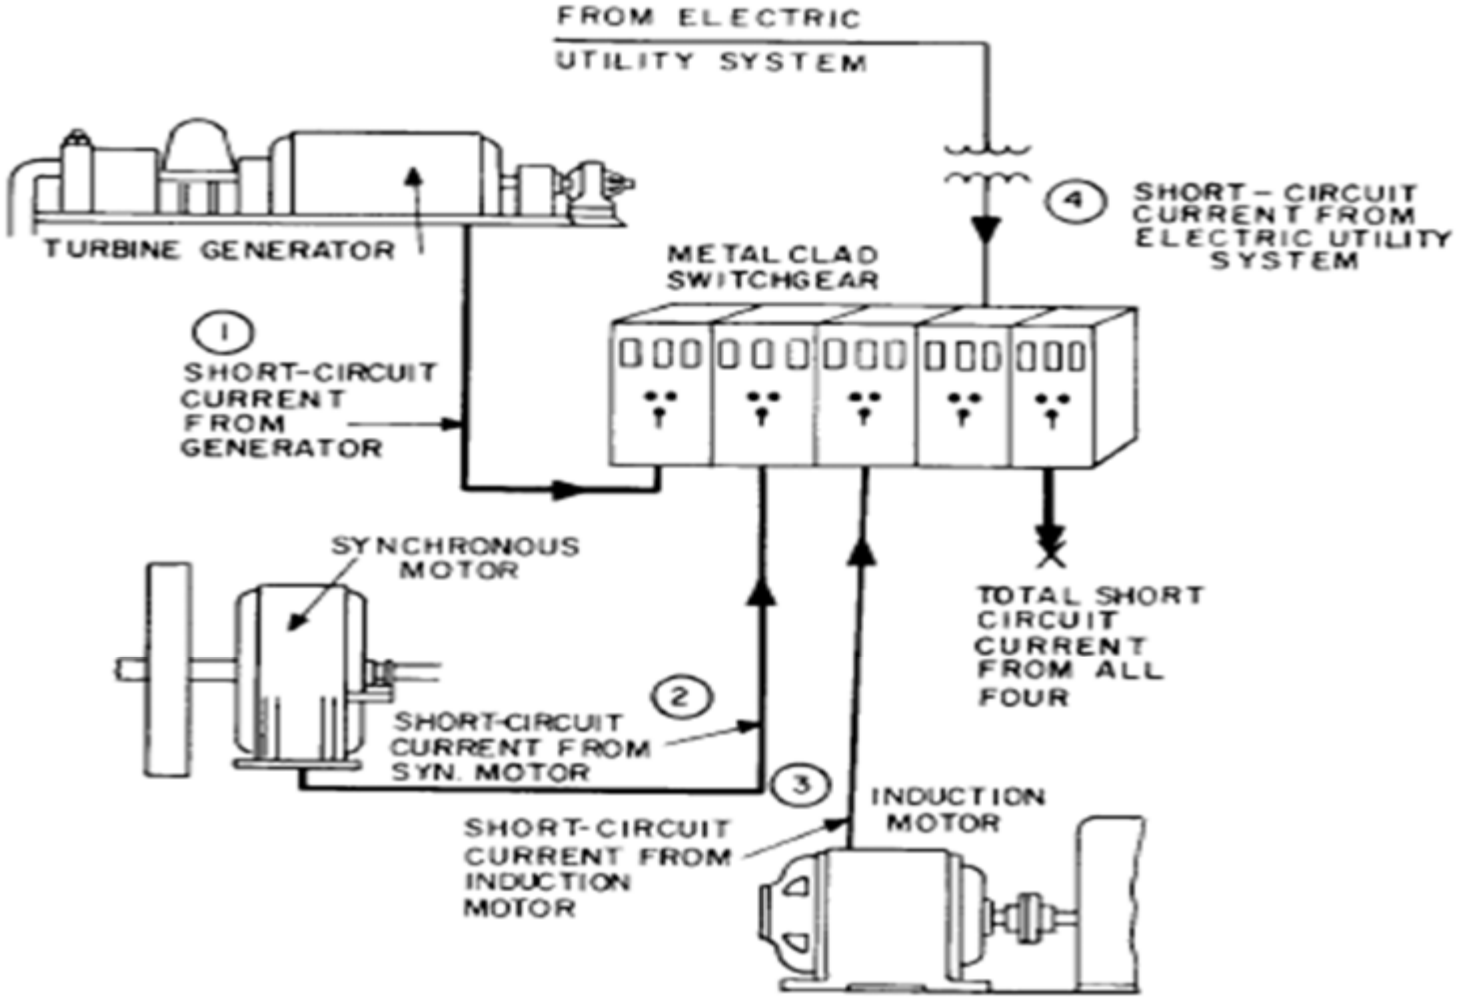 FROM ELECTRIC
UTILITY SYSTEM
TURBINE GENERATOR
METAL CLAD
SWITCHGEAR
4
SHORT-CIRCUIT
CURRENT FROM
ELECTRIC UTILITY
SYSTEM
1
SHORT-CIRCUIT
CURRENT
FROM
GENERATOR
SYNCHRONOUS
MOTOR
TOTAL SHORT
CIRCUIT
CURRENT
FROM ALL
FOUR
2
SHORT-CIRCUIT
CURRENT FROM
SYN. MOTOR
3
INDUCTION
MOTOR
SHORT-CIRCUIT
CURRENT FROM
INDUCTION
MOTOR